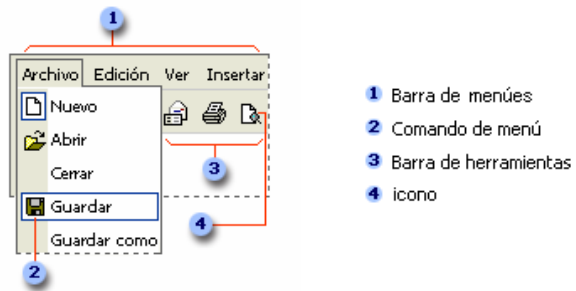 1
Archivo Edición Ver Insertar
Nuevo
Abrir
Cerrar
3
Guardar
4
Guardar como
2
1 Barra de menúes
2 Comando de menú
3 Barra de herramientas
4 icono